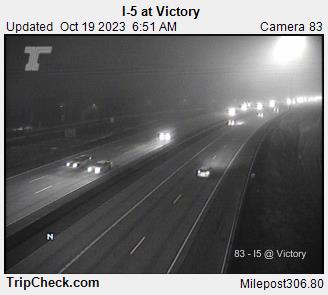 I-5 at Victory
Updated Oct 19 2023 6:51 AM Camera 83
T
N
83 - I5 @ Victory
TripCheck.com Milepost306.80